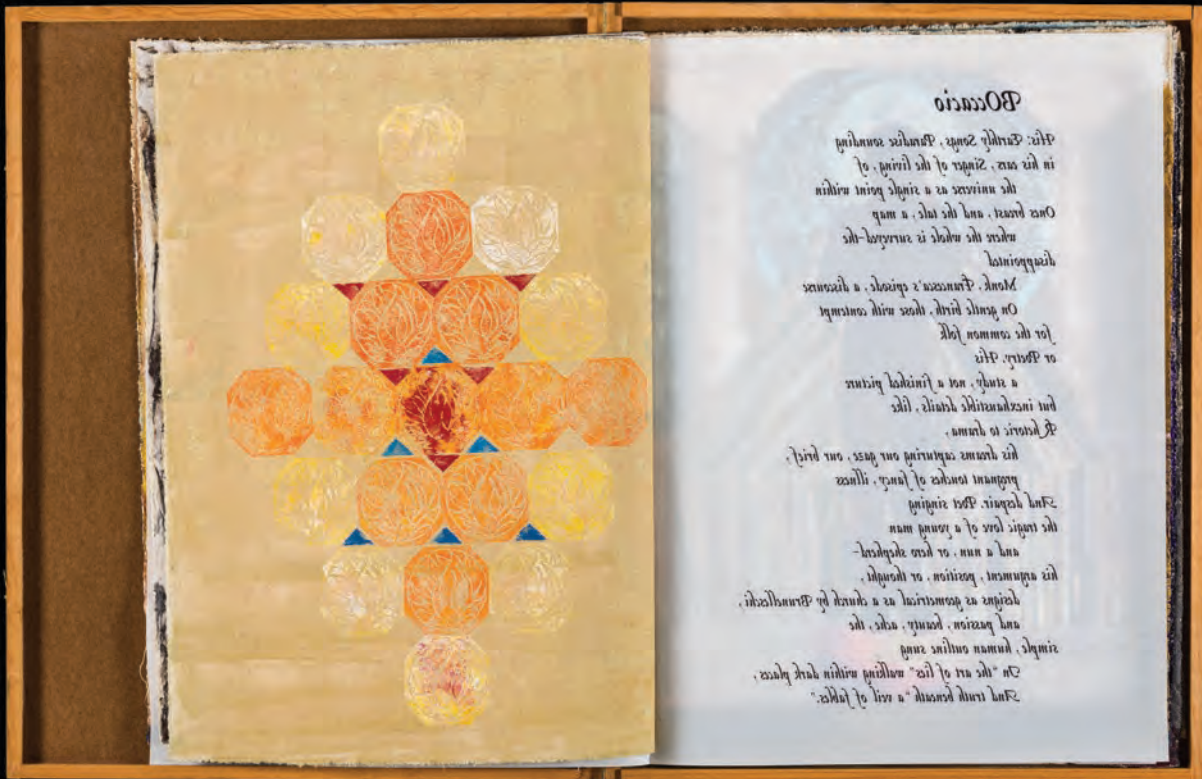 BOccacio
His: Earthly Songs, Paradise sounding
in his ears, Singer of the living, of
the universe as a single point within
Ones breast, and the tale, a map
where the whole is surveyed-the
disappointed
Monk, Francesca's episode, a discourse
On gentle birth, those with contempt
for the common folk
or Poetry. His
a study, not a finished picture
but inexhaustible details, like
Rhetoric to drama,
his dreams capturing our gaze, our brief,
pregnant touches of fancy, illness
And despair. Poet singing
the tragic love of a young man
and a nun, or hero shepherd-
his argument, position, or thought,
designs as geometrical as a church by Brunelleschi,
and passion, beauty, ache, the
simple, human outline sung
In "the art of lies" walking within dark places,
And truth beneath "a veil of fables".